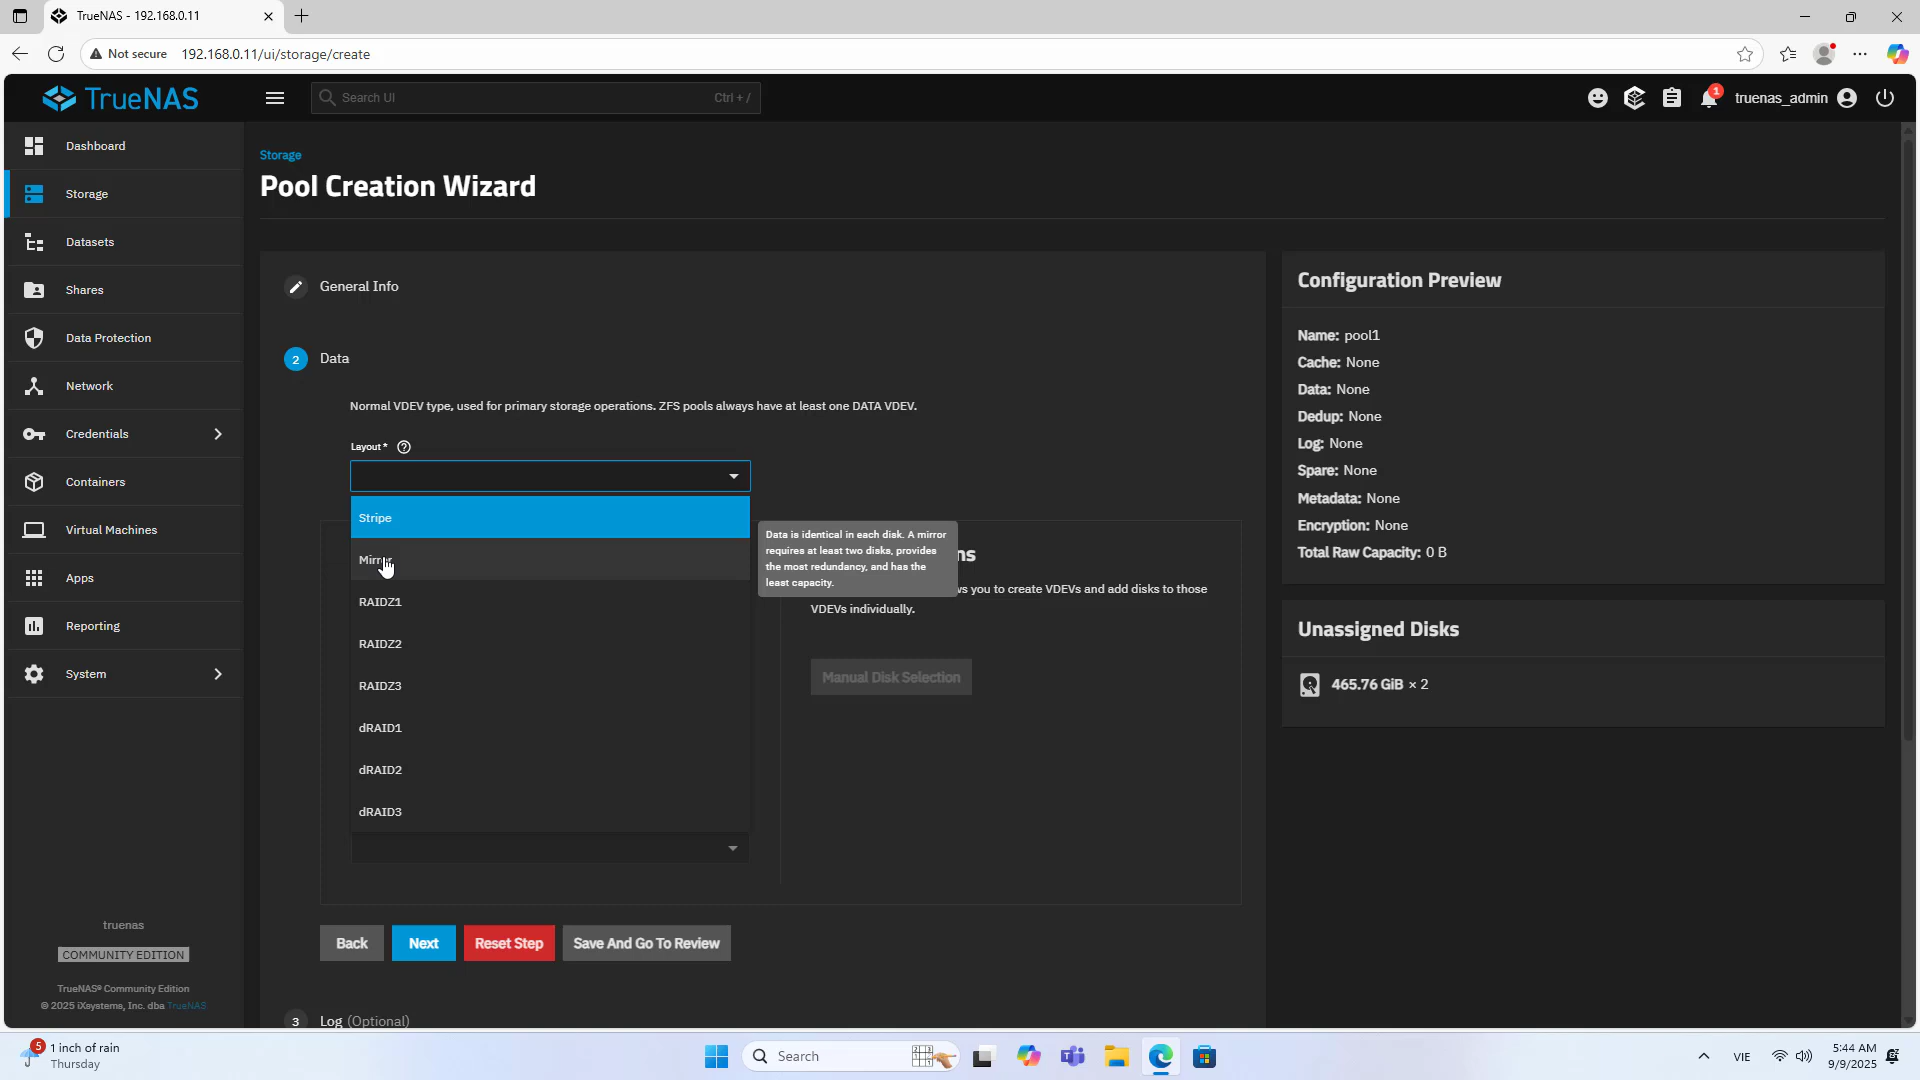 TrueNAS - 192.168.0.11
Not secure
192.168.0.11/ui/storage/create
TrueNAS
Search UI
Ctrl + /
1
truenas_admin
Dashboard
Storage
Datasets
Shares
Data Protection
Network
Credentials
Containers
Virtual Machines
Apps
Reporting
System
truenas
COMMUNITY EDITION
TrueNAS® Community Edition
© 2025 iXsystems, Inc. dba TrueNAS
Storage
Pool Creation Wizard
General Info
2 Data
Normal VDEV type, used for primary storage operations. ZFS pools always have at least one DATA VDEV.
Layout *
Stripe
Mirror
RAIDZ1
RAIDZ2
RAIDZ3
dRAID1
dRAID2
dRAID3
Data is identical in each disk. A mirror
requires at least two disks, provides
the most redundancy, and has the
least capacity.
you to create VDEVs and add disks to those
VDEVs individually.
Manual Disk Selection
Back
Next
Reset Step
Save And Go To Review
3 Log (Optional)
Configuration Preview
Name: pool1
Cache: None
Data: None
Dedup: None
Log: None
Spare: None
Metadata: None
Encryption: None
Total Raw Capacity: 0 B
Unassigned Disks
465.76 GiB × 2
5
1 inch of rain
Thursday
Search
VIE
5:44 AM
9/9/2025